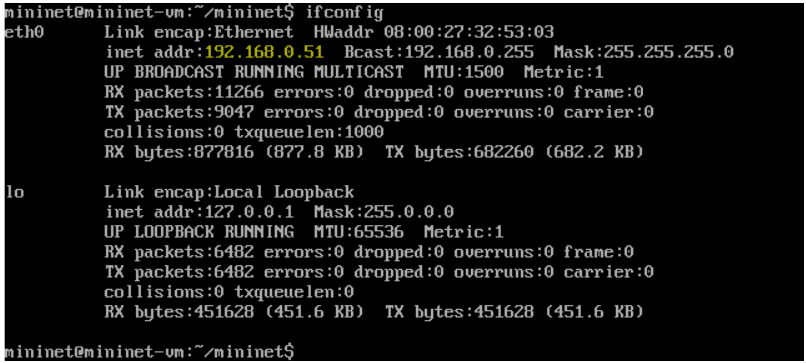 mininet@mininet-vm:~/mininet$ ifconfig
eth0      Link encap:Ethernet  HWaddr 08:00:27:32:53:03
          inet addr:192.168.0.51  Bcast:192.168.0.255  Mask:255.255.255.0
          UP BROADCAST RUNNING MULTICAST  MTU:1500  Metric:1
          RX packets:11266 errors:0 dropped:0 overruns:0 frame:0
          TX packets:9047 errors:0 dropped:0 overruns:0 carrier:0
          collisions:0 txqueuelen:1000
          RX bytes:877816 (877.8 KB)  TX bytes:682260 (682.2 KB)
lo        Link encap:Local Loopback
          inet addr:127.0.0.1  Mask:255.0.0.0
          UP LOOPBACK RUNNING  MTU:65536  Metric:1
          RX packets:6482 errors:0 dropped:0 overruns:0 frame:0
          TX packets:6482 errors:0 dropped:0 overruns:0 carrier:0
          collisions:0 txqueuelen:0
          RX bytes:451628 (451.6 KB)  TX bytes:451628 (451.6 KB)
mininet@mininet-vm:~/mininet$